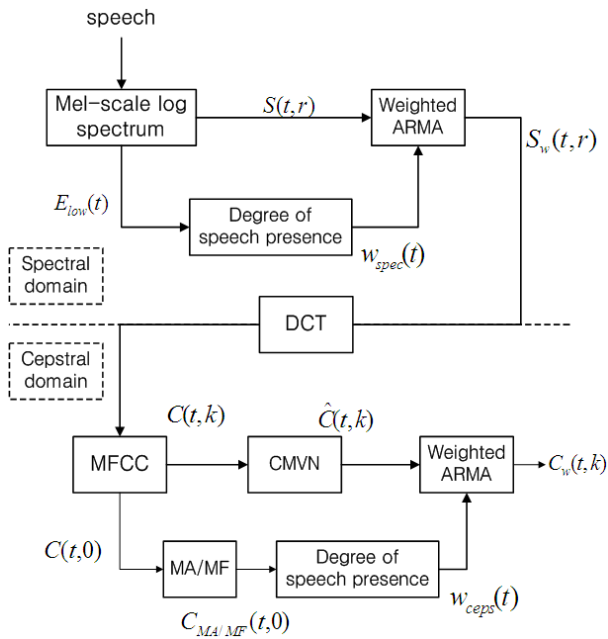 speech
Mel-scale log
spectrum
S(t,r)
Weighted
ARMA
S_w(t,r)
E_low(t)
Degree of
speech presence
w_spec(t)
Spectral
domain
DCT
Cepstral
domain
C(t,k)
Ĉ(t,k)
MFCC
CMVN
Weighted
ARMA
C_w(t,k)
C(t,0)
MA/MF
Degree of
speech presence
C_MA/MF(t,0)
w_ceps(t)